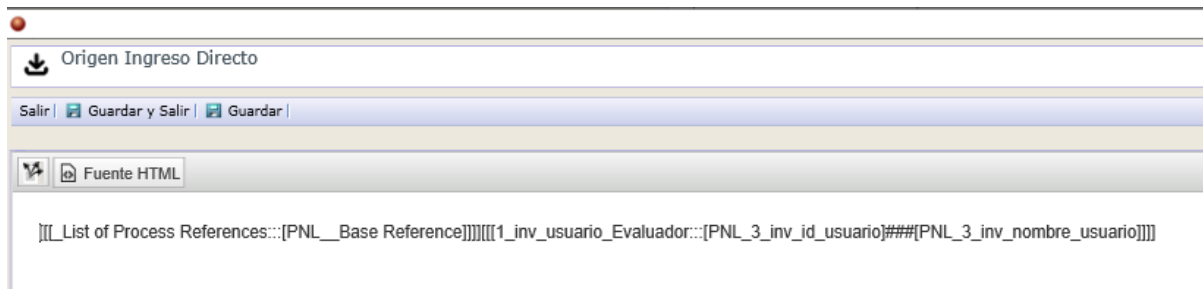 Origen Ingreso Directo
Salir | Guardar y Salir | Guardar |
Fuente HTML
[[[_List of Process References:::[PNL__Base Reference]]]][[[1_inv_usuario_Evaluador:::[PNL_3_inv_id_usuario]###[PNL_3_inv_nombre_usuario]]]]